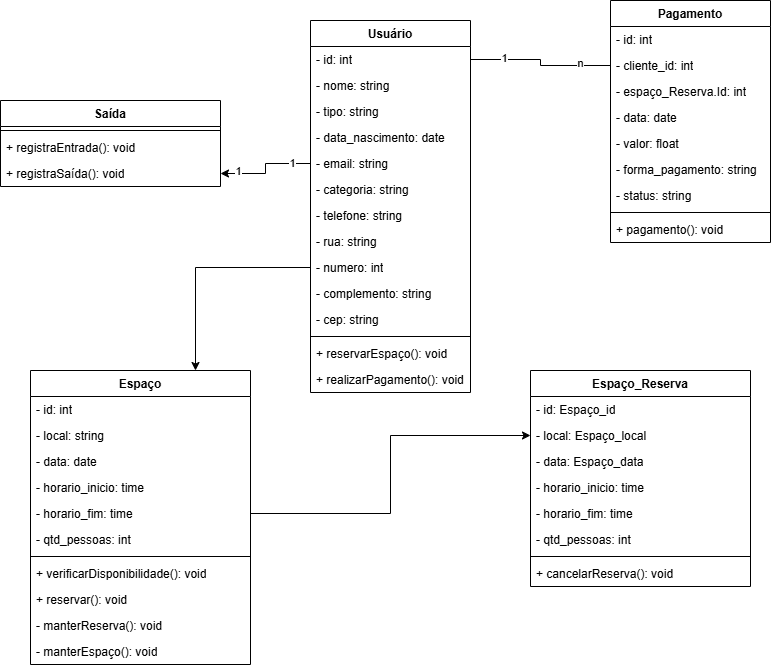 Usuário
- id: int
- nome: string
- tipo: string
- data_nascimento: date
- email: string
- categoria: string
- telefone: string
- rua: string
- numero: int
- complemento: string
- cep: string
+ reservarEspaço(): void
+ realizarPagamento(): void
Pagamento
- id: int
- cliente_id: int
- espaço_Reserva.Id: int
- data: date
- valor: float
- forma_pagamento: string
- status: string
+ pagamento(): void
1
n
Saída
+ registraEntrada(): void
+ registraSaída(): void
1
1
Espaço
- id: int
- local: string
- data: date
- horario_inicio: time
- horario_fim: time
- qtd_pessoas: int
+ verificarDisponibilidade(): void
+ reservar(): void
- manterReserva(): void
- manterEspaço(): void
Espaço_Reserva
- id: Espaço_id
- local: Espaço_local
- data: Espaço_data
- horario_inicio: time
- horario_fim: time
- qtd_pessoas: int
+ cancelarReserva(): void